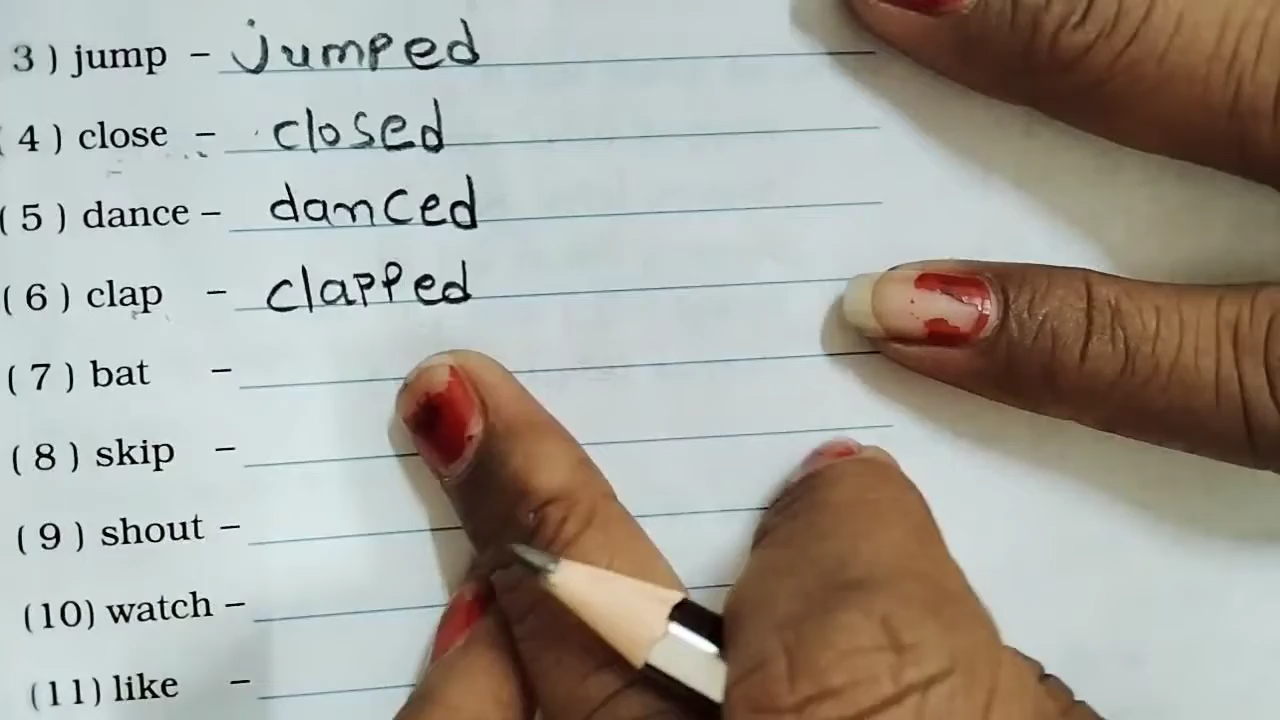 3 ) jump – jumped
( 4 ) close – closed
( 5 ) dance – danced
( 6 ) clap – clapped
( 7 ) bat –
( 8 ) skip –
( 9 ) shout –
(10) watch –
(11) like –